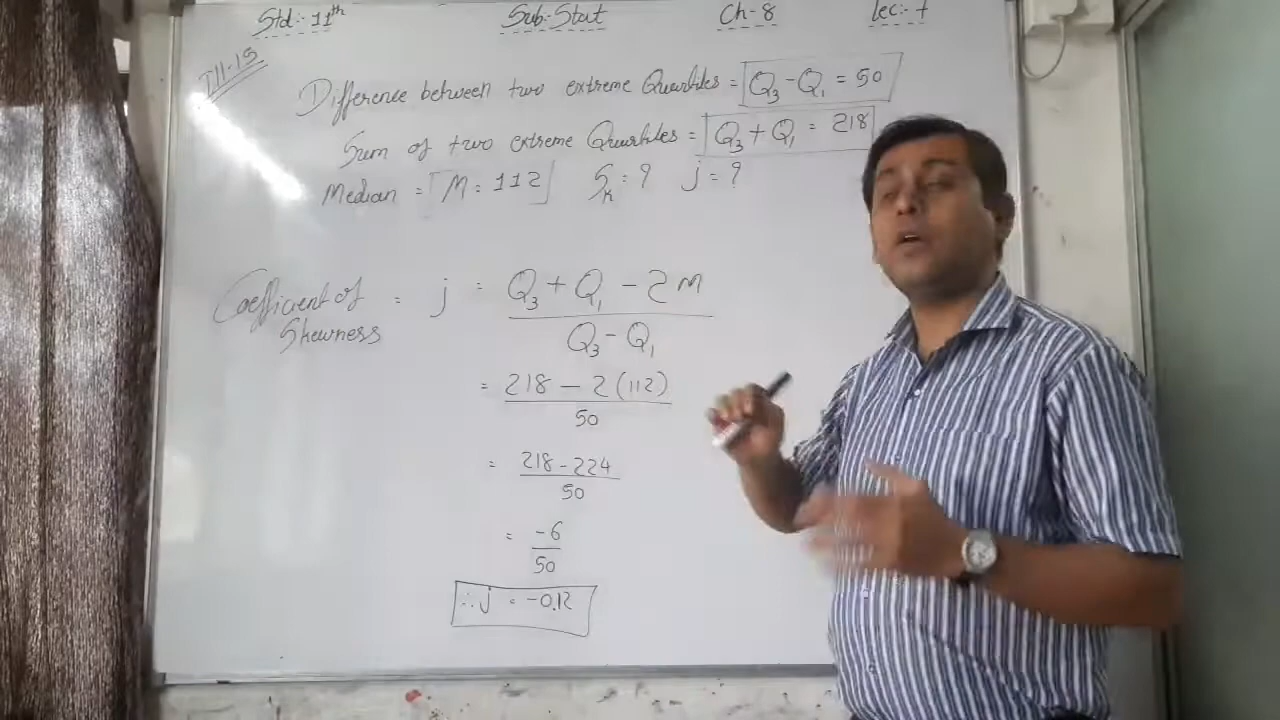 Std:- 11th Sub:- Stat Ch-8 Lec:- 7
Ill-15
Difference between two extreme Quartiles = Q₃ - Q₁ = 50
Sum of two extreme Quartiles = Q₃ + Q₁ = 218
Median = M = 112 Sₖ = ? j = ?
Coefficient of Skewness = j = Q₃ + Q₁ - 2M / Q₃ - Q₁
= 218 - 2(112) / 50
= 218 - 224 / 50
= -6 / 50
∴ j = -0.12